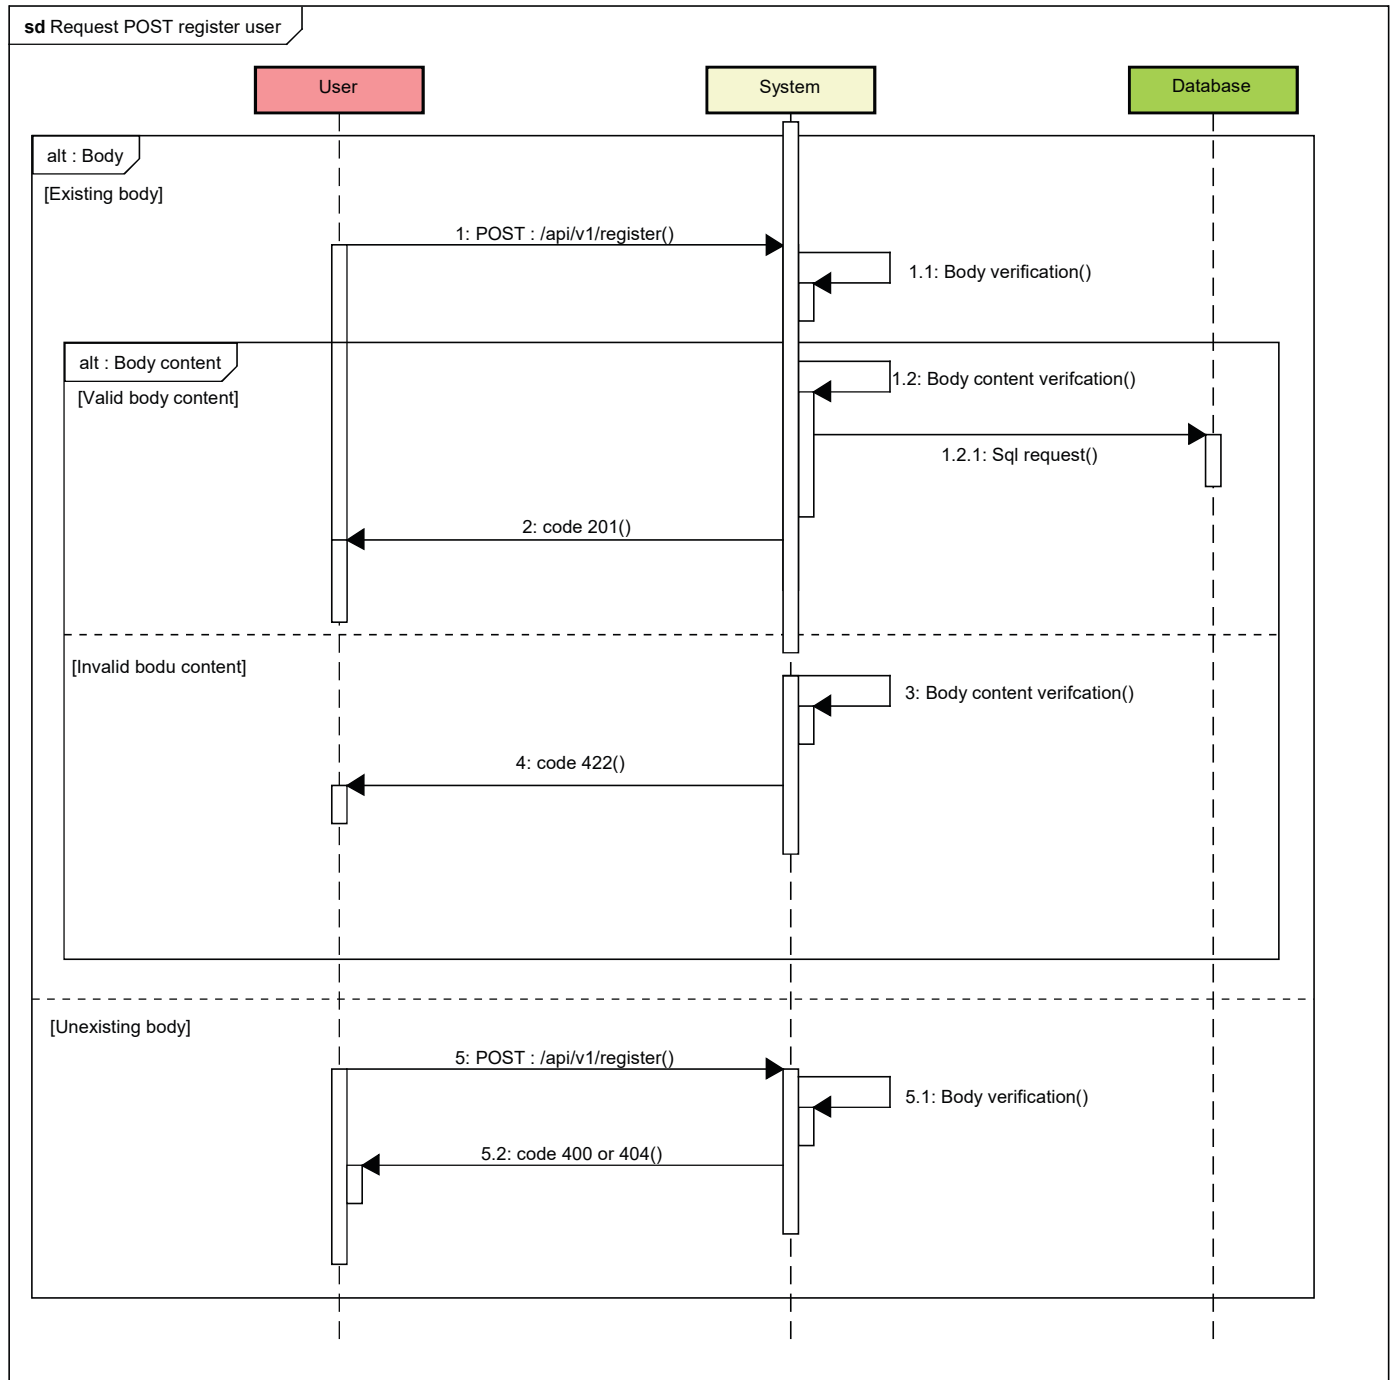 sd Request POST register user
User
System
Database
alt : Body
[Existing body]
1: POST : /api/v1/register()
1.1: Body verification()
alt : Body content
[Valid body content]
1.2: Body content verifcation()
1.2.1: Sql request()
2: code 201()
[Invalid bodu content]
3: Body content verifcation()
4: code 422()
[Unexisting body]
5: POST : /api/v1/register()
5.1: Body verification()
5.2: code 400 or 404()